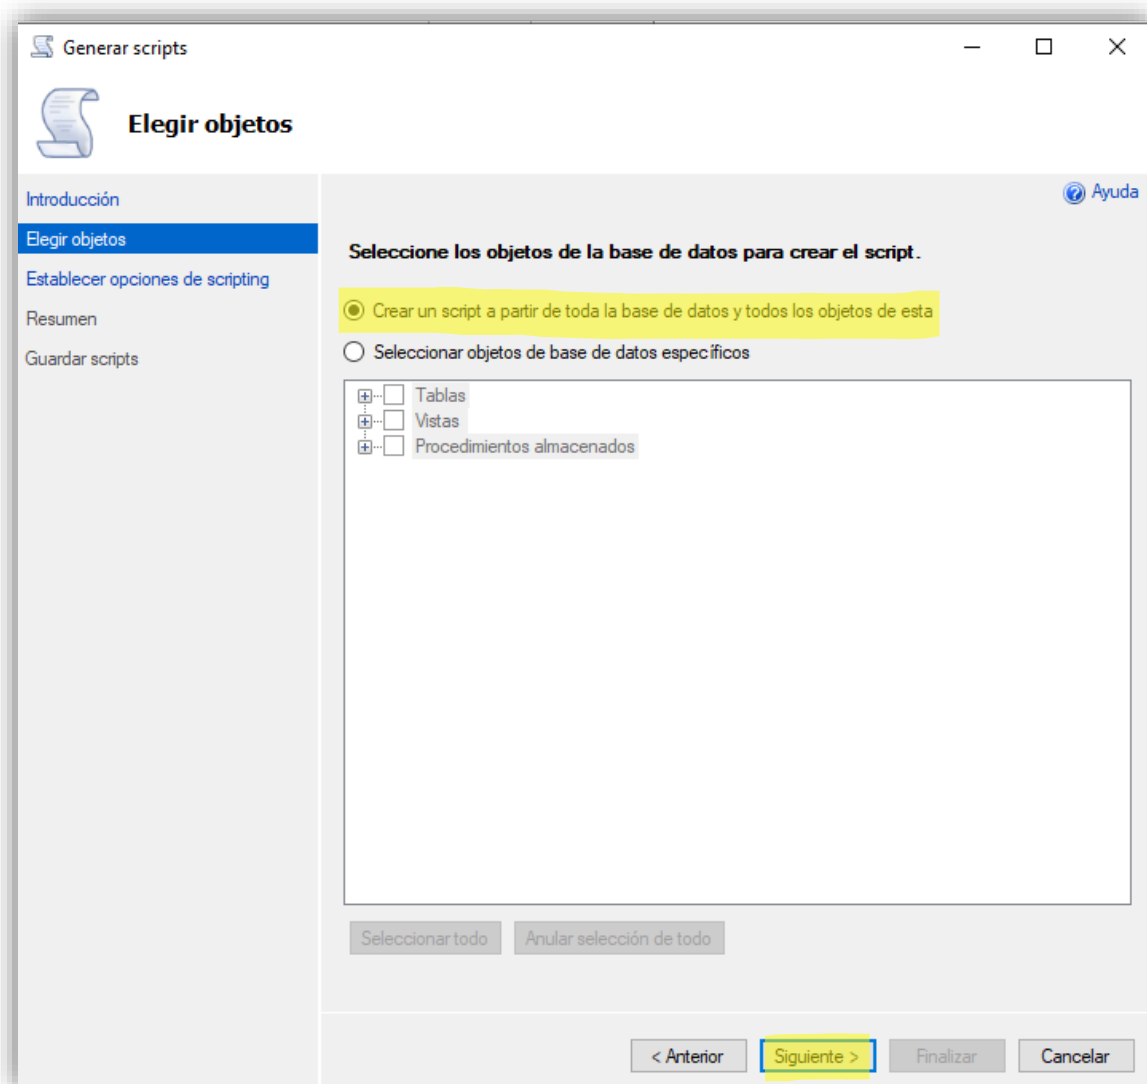 Generar scripts
Elegir objetos
Introducción
Elegir objetos
Establecer opciones de scripting
Resumen
Guardar scripts
Ayuda
Seleccione los objetos de la base de datos para crear el script.
Crear un script a partir de toda la base de datos y todos los objetos de esta
Seleccionar objetos de base de datos específicos
Tablas
Vistas
Procedimientos almacenados
Seleccionar todo Anular selección de todo
< Anterior Siguiente > Finalizar Cancelar